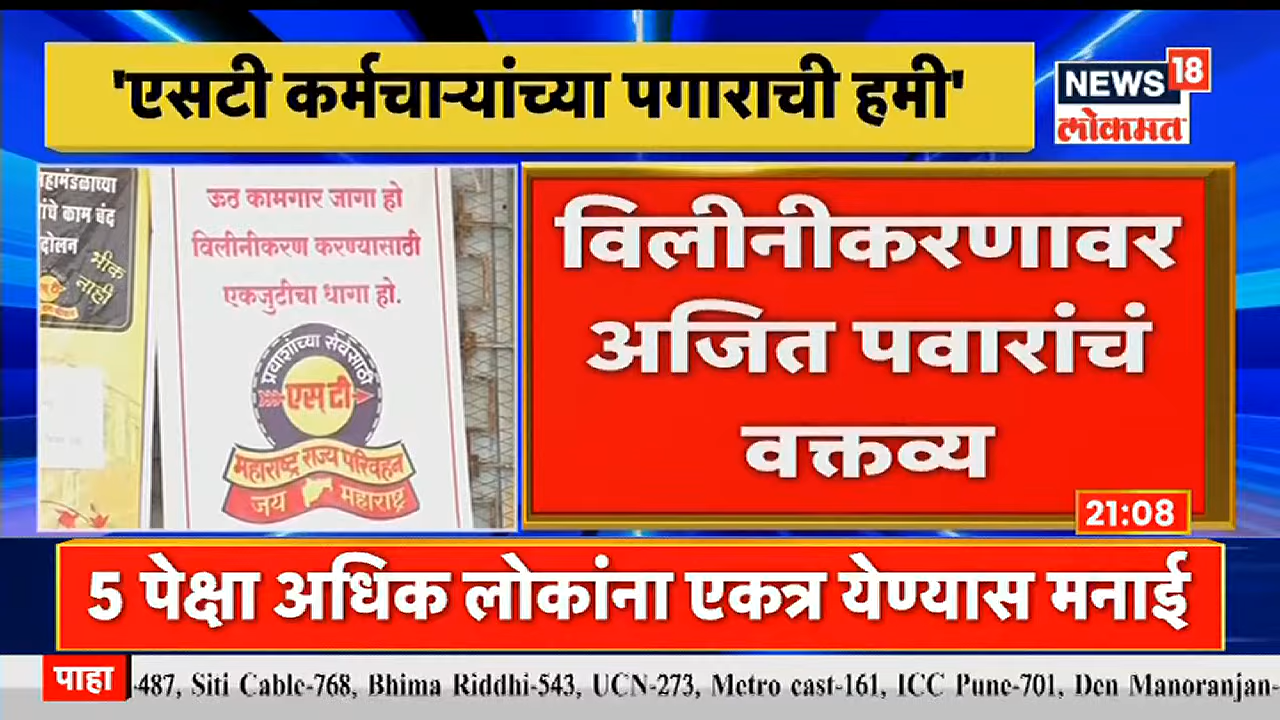 'एसटी कर्मचाऱ्यांच्या पगाराची हमी'
NEWS 18
लोकमत
हामंडळाच्या
ांचे काम बंद
दोलन
भीक
नाही
ऊठ कामगार जागा हो
विलीनीकरण करण्यासाठी
एकजुटीचा धागा हो.
प्रवाशांच्या सेवेसाठी
एस् टी
महाराष्ट्र राज्य परिवहन
जय महाराष्ट्र
विलीनीकरणावर
अजित पवारांचं
वक्तव्य
21:08
5 पेक्षा अधिक लोकांना एकत्र येण्यास मनाई
पाहा
-487, Siti Cable-768, Bhima Riddhi-543, UCN-273, Metro cast-161, ICC Pune-701, Den Manoranjan-